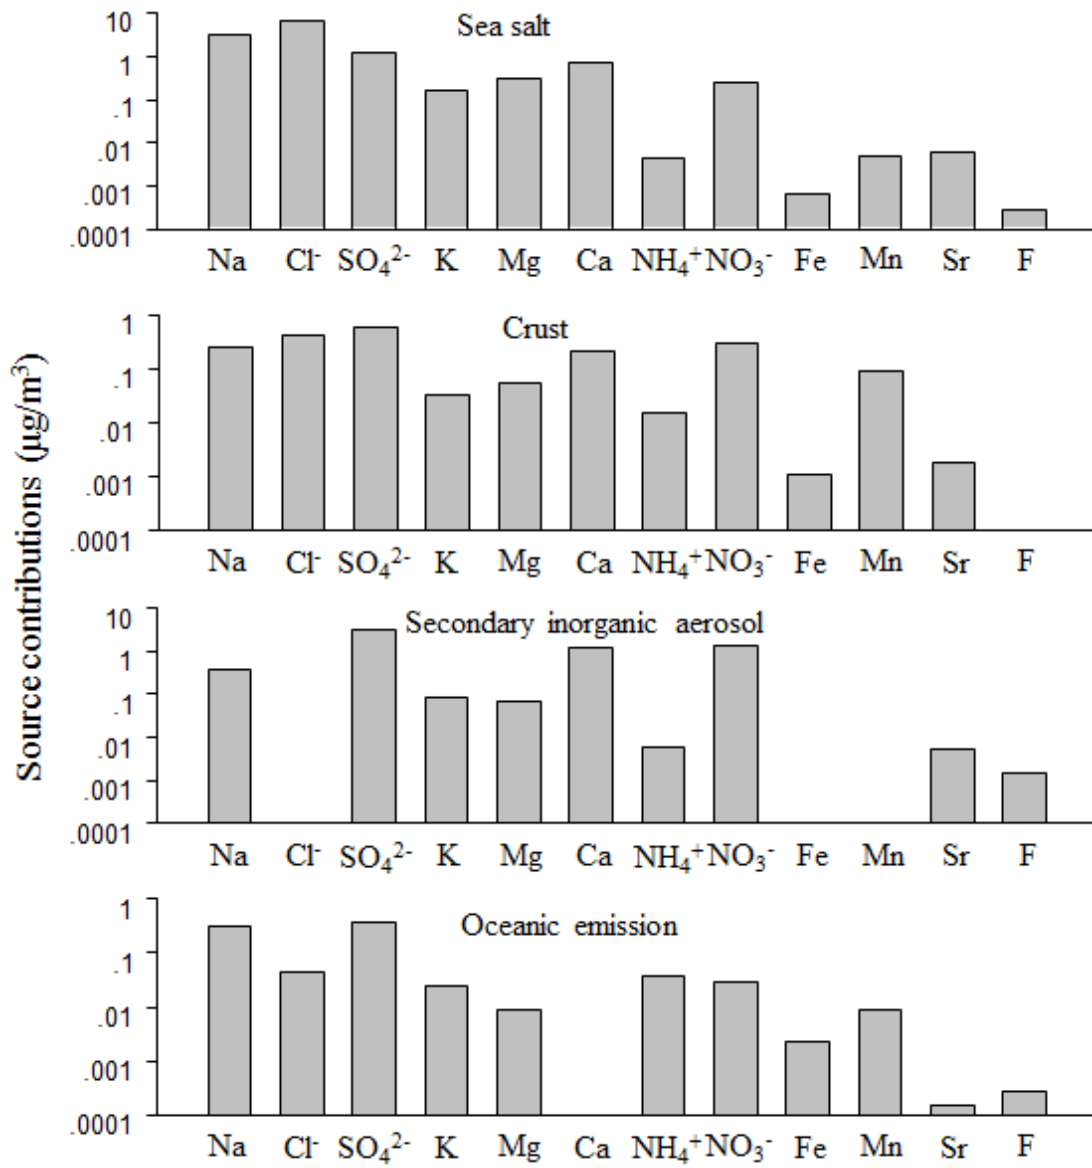 Source contributions (µg/m³)
Sea salt
10
1
.1
.01
.001
.0001
Na Cl⁻ SO₄²⁻ K Mg Ca NH₄⁺ NO₃⁻ Fe Mn Sr F
Crust
1
.1
.01
.001
.0001
Na Cl⁻ SO₄²⁻ K Mg Ca NH₄⁺ NO₃⁻ Fe Mn Sr F
Secondary inorganic aerosol
10
1
.1
.01
.001
.0001
Na Cl⁻ SO₄²⁻ K Mg Ca NH₄⁺ NO₃⁻ Fe Mn Sr F
Oceanic emission
1
.1
.01
.001
.0001
Na Cl⁻ SO₄²⁻ K Mg Ca NH₄⁺ NO₃⁻ Fe Mn Sr F